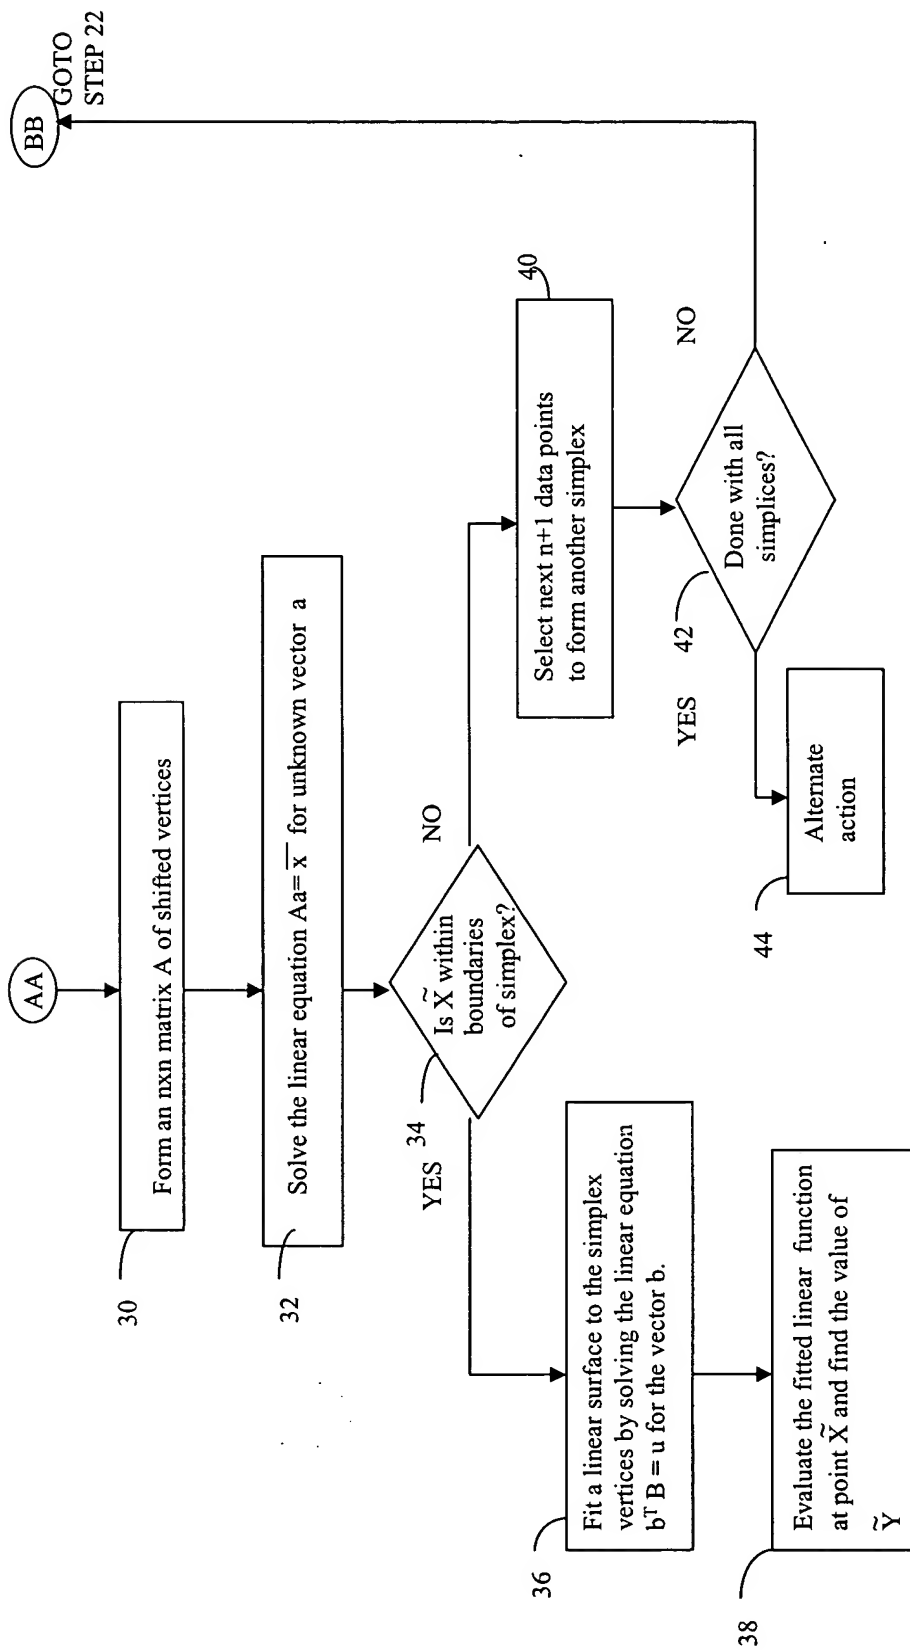 AA
BB
GOTO
STEP 22
30
Form an nxn matrix A of shifted vertices
32
Solve the linear equation Aa= x̄ for unknown vector a
34
Is X̃ within
boundaries
of simplex?
YES
NO
36
Fit a linear surface to the simplex
vertices by solving the linear equation
bᵀ B = u for the vector b.
38
Evaluate the fitted linear function
at point X̃ and find the value of
Ỹ
40
Select next n+1 data points
to form another simplex
42
Done with all
simplices?
YES
NO
44
Alternate
action